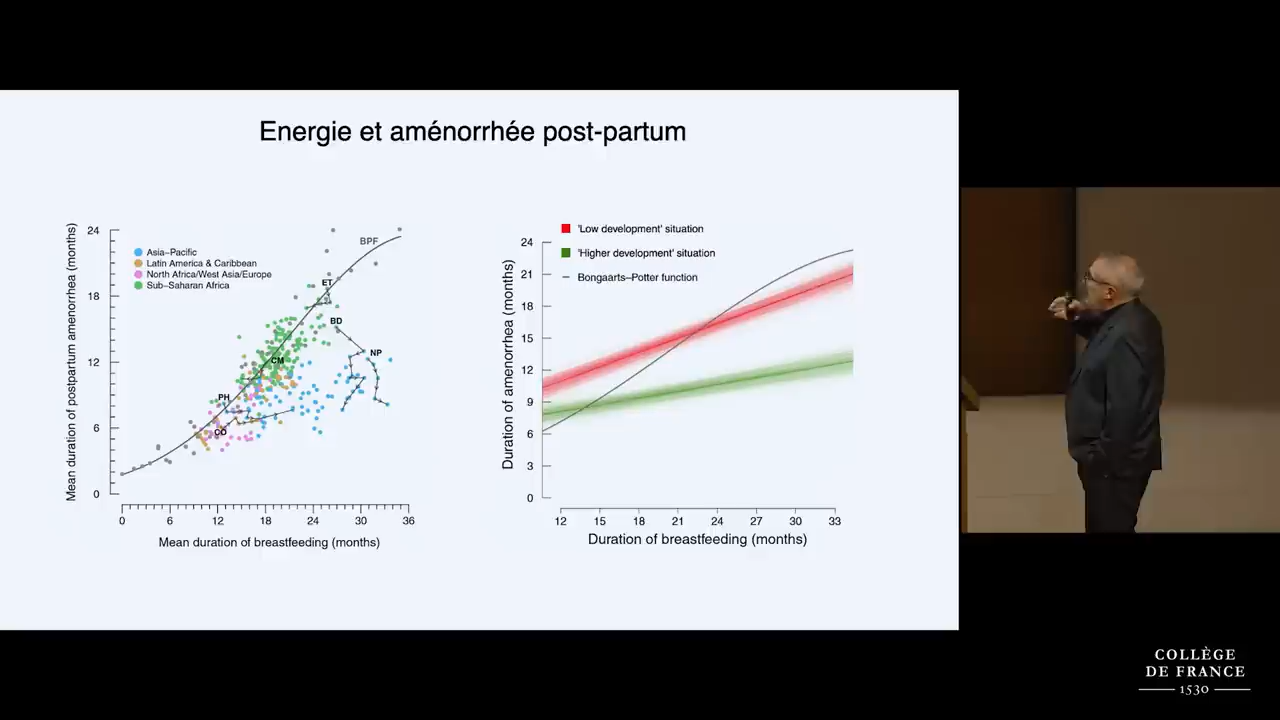 Energie et aménorrhée post-partum
Mean duration of postpartum amenorrhea (months)
24
18
12
6
0
Asia–Pacific
Latin America & Caribbean
North Africa/West Asia/Europe
Sub–Saharan Africa
BPF
ET
BD
NP
CM
PH
CO
0 6 12 18 24 30 36
Mean duration of breastfeeding (months)
'Low development' situation
'Higher development' situation
Bongaarts–Potter function
Duration of amenorrhea (months)
24
21
18
15
12
9
6
3
0
12 15 18 21 24 27 30 33
Duration of breastfeeding (months)
COLLÈGE
DE FRANCE
1530